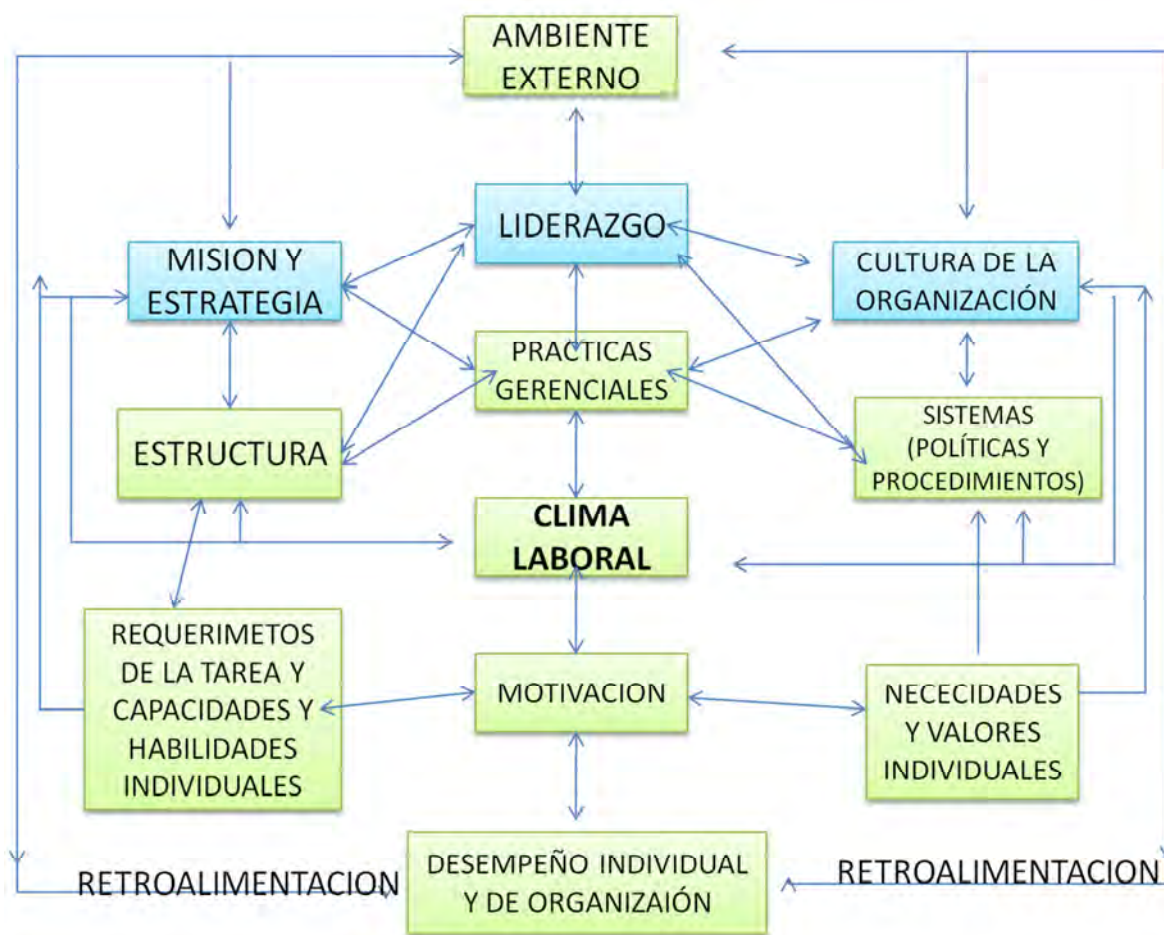 AMBIENTE
EXTERNO
LIDERAZGO
MISION Y
ESTRATEGIA
CULTURA DE LA
ORGANIZACIÓN
PRACTICAS
GERENCIALES
ESTRUCTURA
SISTEMAS
(POLÍTICAS Y
PROCEDIMIENTOS)
CLIMA
LABORAL
REQUERIMETOS
DE LA TAREA Y
CAPACIDADES Y
HABILIDADES
INDIVIDUALES
MOTIVACION
NECECIDADES
Y VALORES
INDIVIDUALES
RETROALIMENTACION
DESEMPEÑO INDIVIDUAL
Y DE ORGANIZAIÓN
RETROALIMENTACION